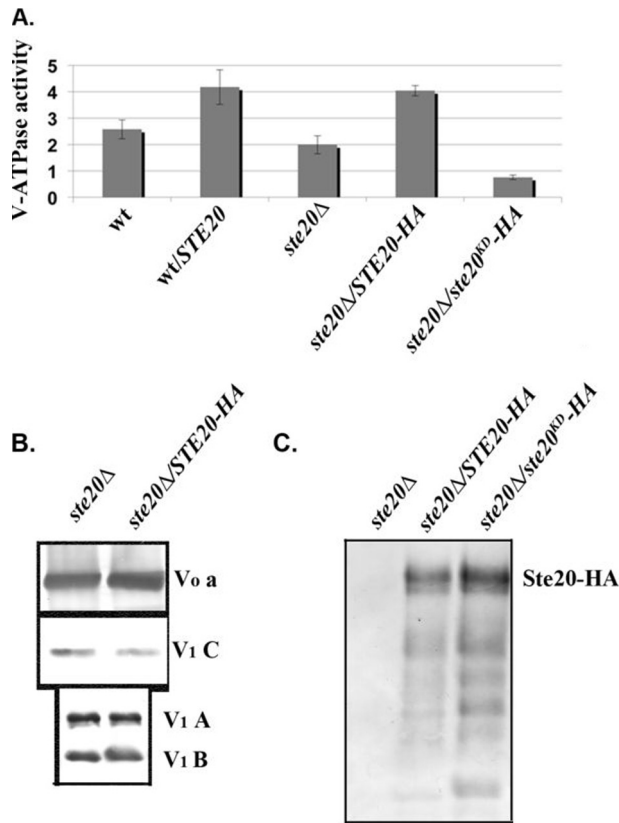 A.
V-ATPase activity
5
4
3
2
1
0
wt
wt/STE20
ste20Δ
ste20Δ/STE20-HA
ste20Δ/ste20KD-HA
B.
ste20Δ
ste20Δ/STE20-HA
Vo a
V1 C
V1 A
V1 B
C.
ste20Δ
ste20Δ/STE20-HA
ste20Δ/ste20KD-HA
Ste20-HA